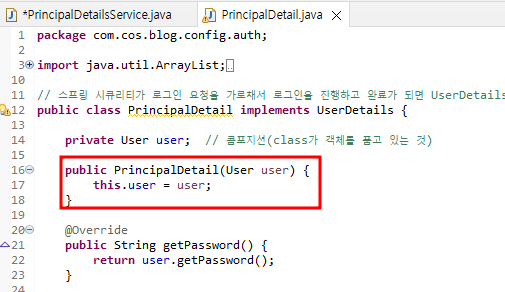 *PrincipalDetailsService.java PrincipalDetail.java
1 package com.cos.blog.config.auth;
2
3 import java.util.ArrayList;
11 // 스프링 시큐리티가 로그인 요청을 가로채서 로그인을 진행하고 완료가 되면 UserDetails
12 public class PrincipalDetail implements UserDetails {
13
14 private User user; // 콤포지션(class가 객체를 품고 있는 것)
15
16 public PrincipalDetail(User user) {
17 this.user = user;
18 }
19
20 @Override
21 public String getPassword() {
22 return user.getPassword();
23 }